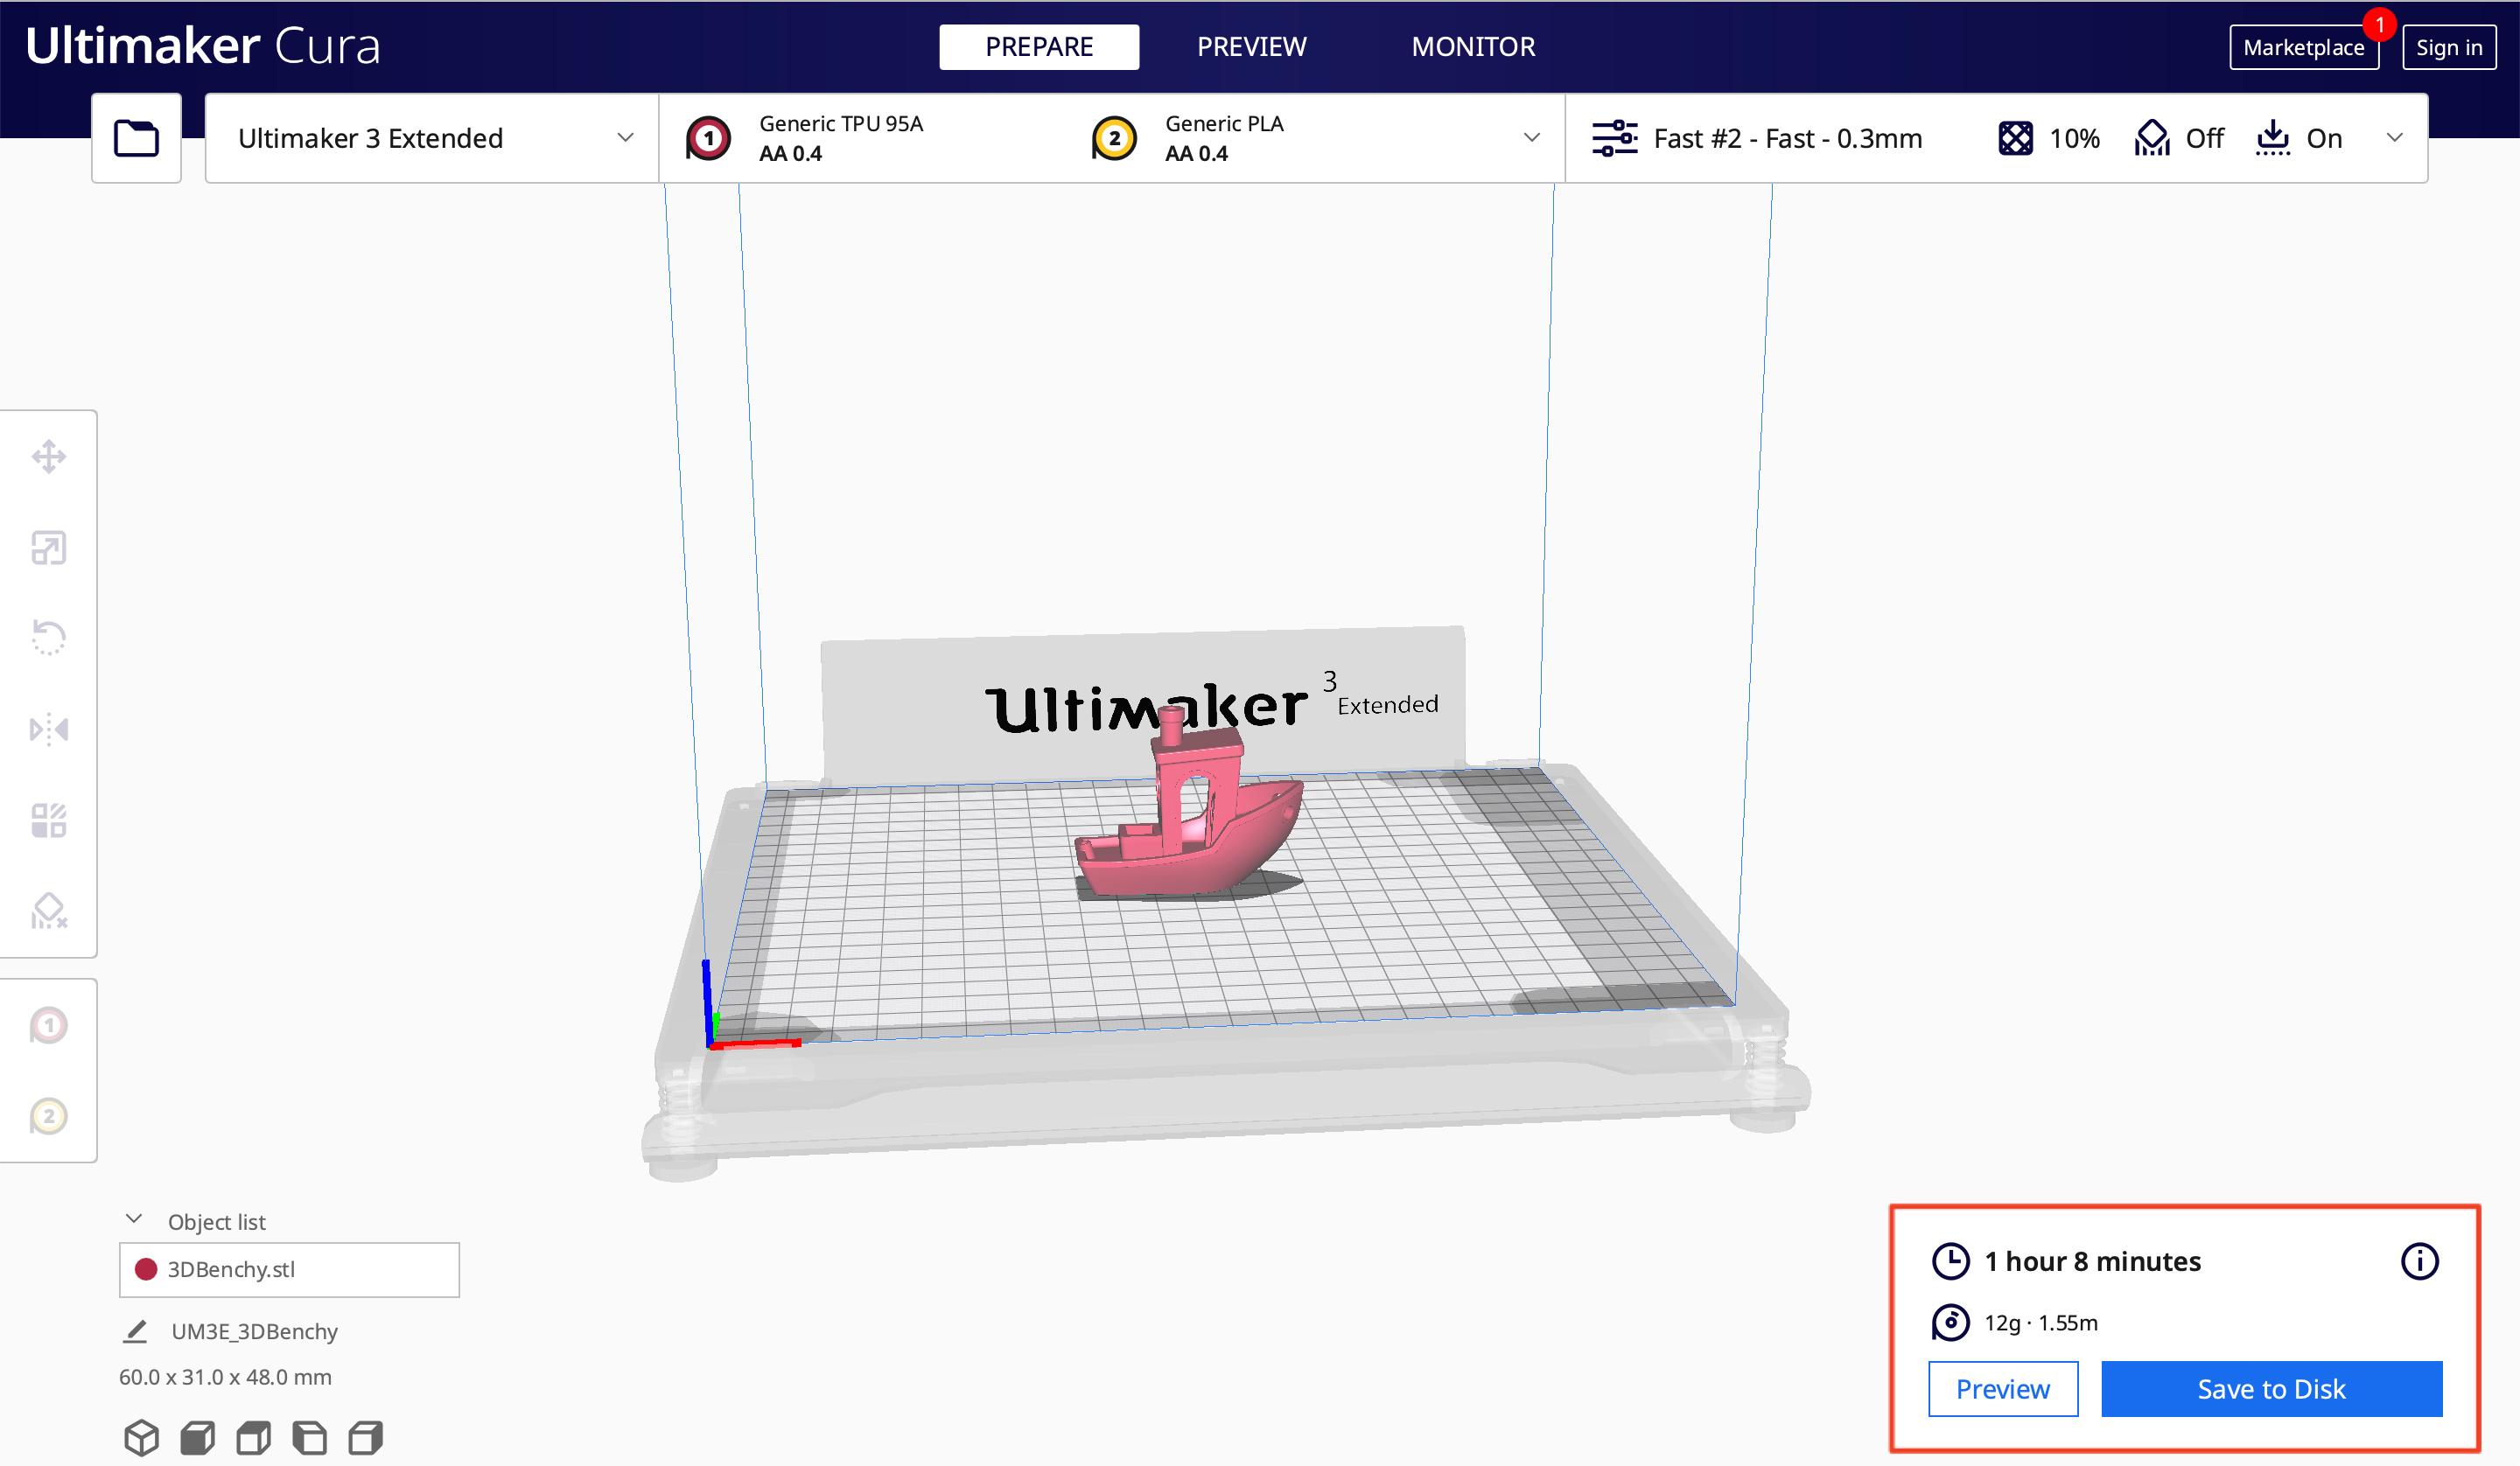 Ultimaker Cura
PREPARE
PREVIEW
MONITOR
Marketplace
1
Sign in
Ultimaker 3 Extended
1
Generic TPU 95A
AA 0.4
2
Generic PLA
AA 0.4
Fast #2 - Fast - 0.3mm
10%
Off
On
Ultimaker 3 Extended
1
2
Object list
3DBenchy.stl
UM3E_3DBenchy
60.0 x 31.0 x 48.0 mm
1 hour 8 minutes
12g · 1.55m
Preview
Save to Disk